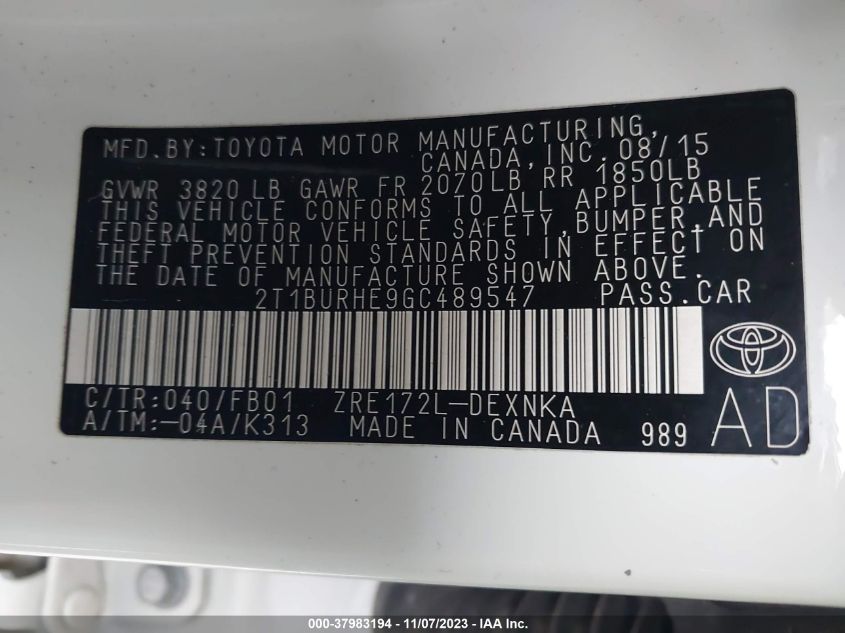 MFD.BY:TOYOTA MOTOR MANUFACTURING,
CANADA,INC.08/15
GVWR 3820 LB GAWR FR 2070LB RR 1850LB
THIS VEHICLE CONFORMS TO ALL APPLICABLE
FEDERAL MOTOR VEHICLE SAFETY,BUMPER,AND
THEFT PREVENTION STANDARDS IN EFFECT ON
THE DATE OF MANUFACTURE SHOWN ABOVE.
2T1BURHE9GC489547 PASS.CAR
C/TR:040/FB01 ZRE172L-DEXNKA
A/TM:-04A/K313 MADE IN CANADA 989 AD
000-37983194 - 11/07/2023 - IAA Inc.